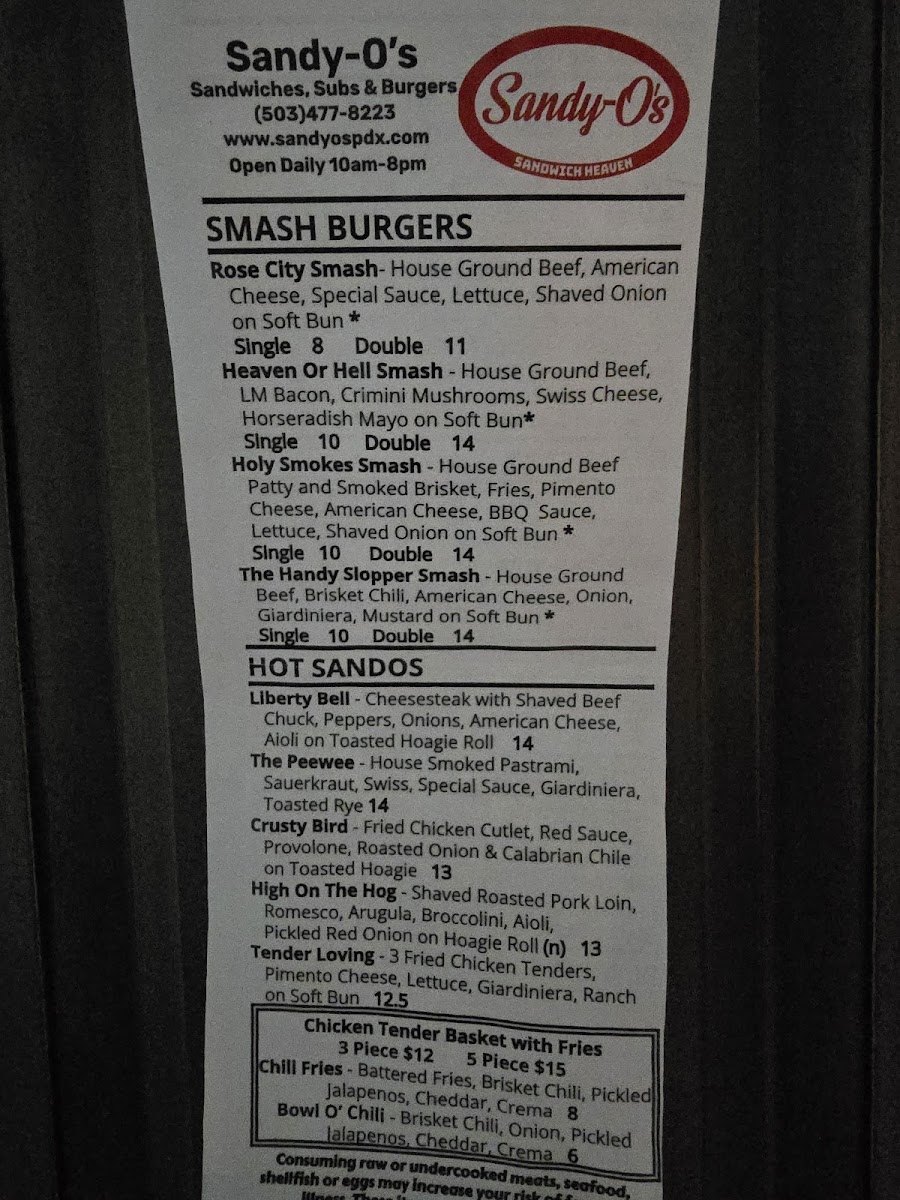 Sandy-O's
Sandwiches, Subs & Burgers
(503)477-8223
www.sandyospdx.com
Open Daily 10am-8pm
Sandy-O's
SANDWICH HEAVEN
SMASH BURGERS
Rose City Smash- House Ground Beef, American
Cheese, Special Sauce, Lettuce, Shaved Onion
on Soft Bun *
Single 8 Double 11
Heaven Or Hell Smash - House Ground Beef,
LM Bacon, Crimini Mushrooms, Swiss Cheese,
Horseradish Mayo on Soft Bun*
Single 10 Double 14
Holy Smokes Smash - House Ground Beef
Patty and Smoked Brisket, Fries, Pimento
Cheese, American Cheese, BBQ Sauce,
Lettuce, Shaved Onion on Soft Bun *
Single 10 Double 14
The Handy Slopper Smash - House Ground
Beef, Brisket Chili, American Cheese, Onion,
Giardiniera, Mustard on Soft Bun *
Single 10 Double 14
HOT SANDOS
Liberty Bell - Cheesesteak with Shaved Beef
Chuck, Peppers, Onions, American Cheese,
Aioli on Toasted Hoagie Roll 14
The Peewee - House Smoked Pastrami,
Sauerkraut, Swiss, Special Sauce, Giardiniera,
Toasted Rye 14
Crusty Bird - Fried Chicken Cutlet, Red Sauce,
Provolone, Roasted Onion & Calabrian Chile
on Toasted Hoagie 13
High On The Hog - Shaved Roasted Pork Loin,
Romesco, Arugula, Broccolini, Aioli,
Pickled Red Onion on Hoagie Roll (n) 13
Tender Loving - 3 Fried Chicken Tenders,
Pimento Cheese, Lettuce, Giardiniera, Ranch
on Soft Bun 12.5
Chicken Tender Basket with Fries
3 Piece $12 5 Piece $15
Chili Fries - Battered Fries, Brisket Chili, Pickled
Jalapenos, Cheddar, Crema 8
Bowl O' Chili - Brisket Chili, Onion, Pickled
Jalapenos, Cheddar, Crema 6
Consuming raw or undercooked meats, seafood,
shellfish or eggs may increase your risk of